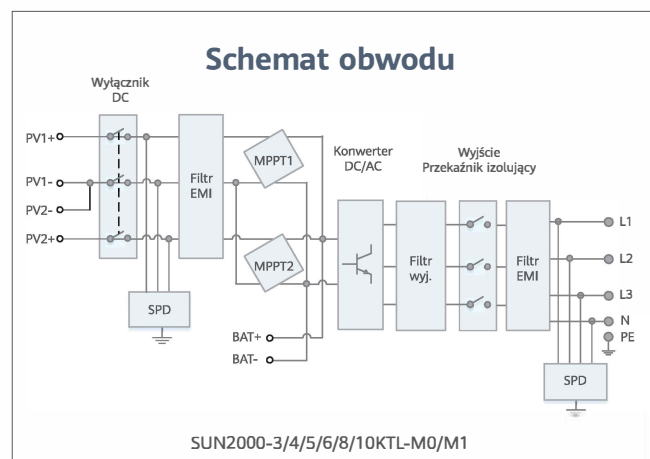 Schemat obwodu
Wyłącznik
DC
PV1+
PV1-
PV2-
PV2+
Filtr
EMI
MPPT1
MPPT2
SPD
BAT+
BAT-
Konwerter
DC/AC
Filtr
wyj.
Wyjście
Przekaźnik izolujący
Filtr
EMI
L1
L2
L3
N
PE
SPD
SUN2000-3/4/5/6/8/10KTL-M0/M1